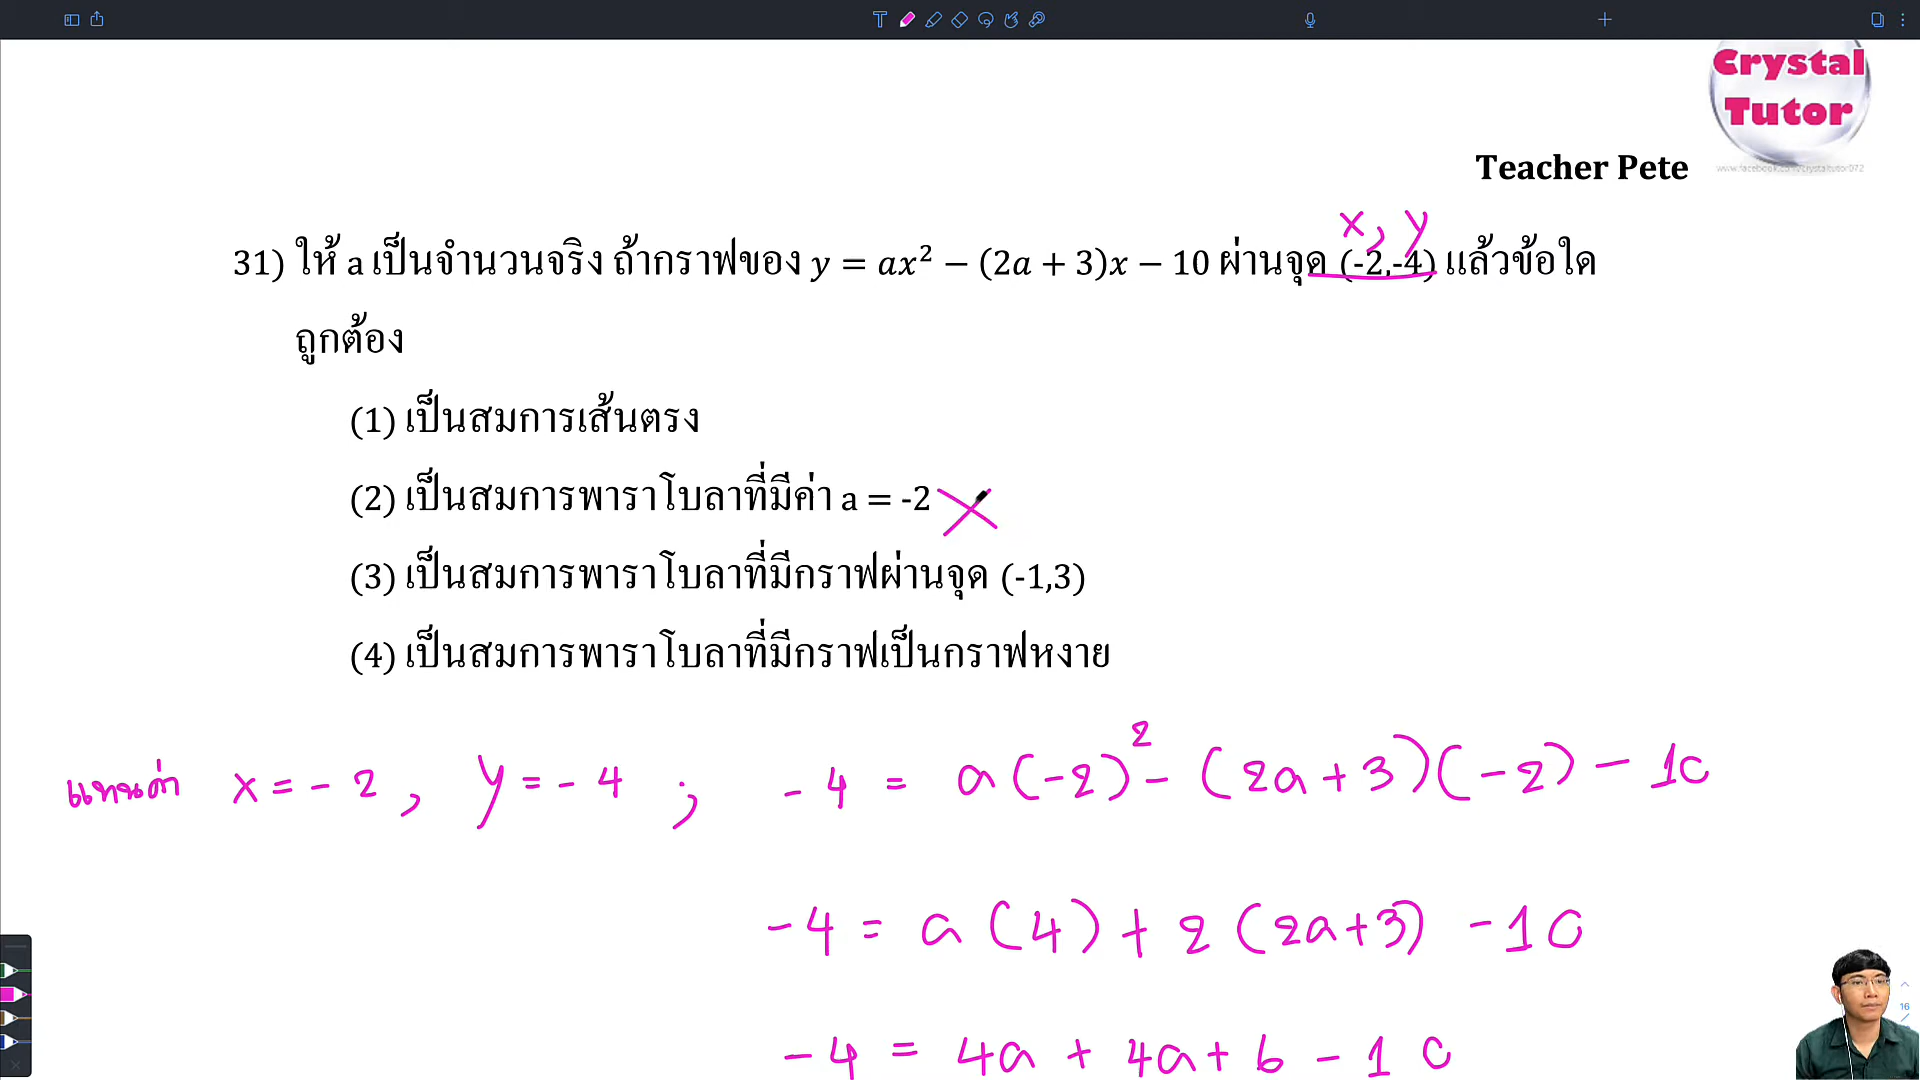 Crystal
Tutor
www.facebook.com/crystaltutor072
Teacher Pete
x, y
31) ให้ a เป็นจำนวนจริง ถ้ากราฟของ y = ax² − (2a + 3)x − 10 ผ่านจุด (-2,-4) แล้วข้อใด
ถูกต้อง
(1) เป็นสมการเส้นตรง
(2) เป็นสมการพาราโบลาที่มีค่า a = -2
(3) เป็นสมการพาราโบลาที่มีกราฟผ่านจุด (-1,3)
(4) เป็นสมการพาราโบลาที่มีกราฟเป็นกราฟหงาย
แทนค่า x = -2, y = -4 ; -4 = a(-2)² - (2a+3)(-2) - 10
-4 = a(4) + 2(2a+3) -10
-4 = 4a + 4a + 6 - 10
16